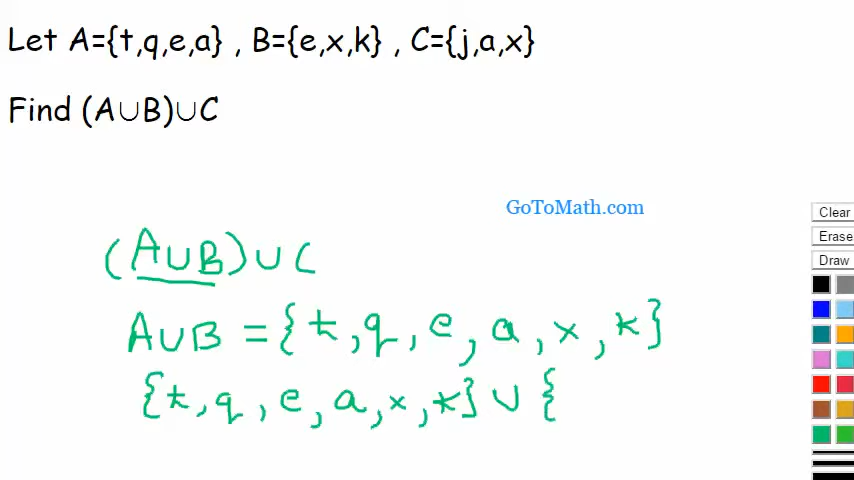 Let A={t,q,e,a} , B={e,x,k} , C={j,a,x}
Find (A∪B)∪C
GoToMath.com
Clear
Erase
Draw
(A∪B)∪C
A∪B = {t, q, e, a, x, k}
{t, q, e, a, x, k} ∪ {